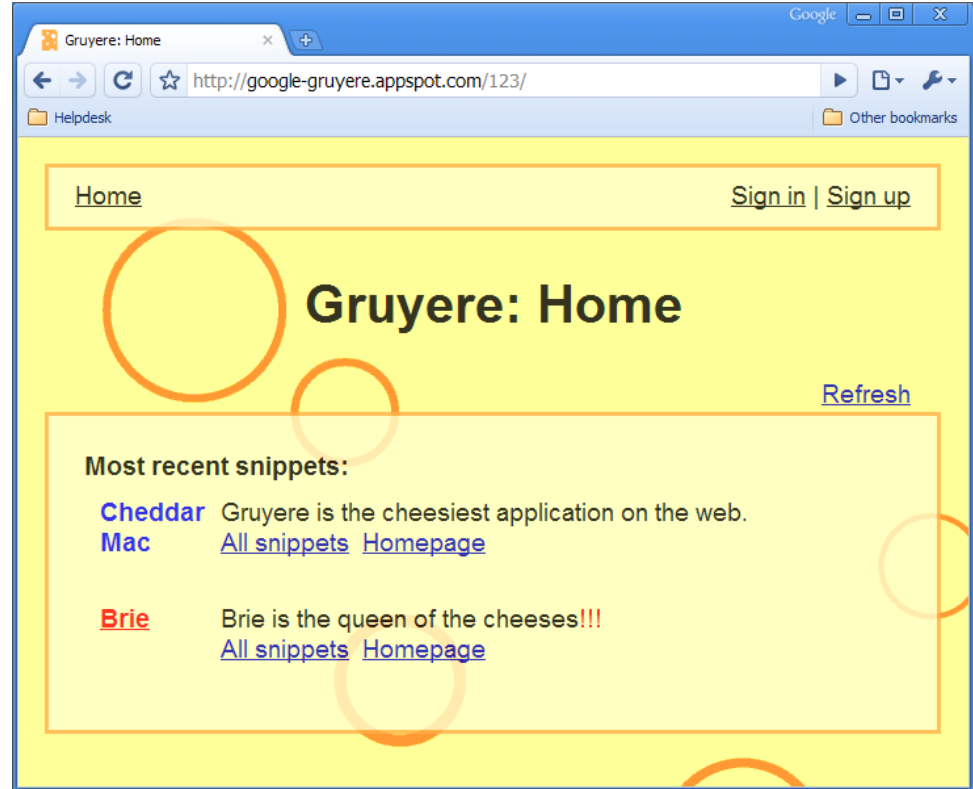 Google
Gruyere: Home
http://google-gruyere.appspot.com/123/
Helpdesk Other bookmarks
Home Sign in | Sign up
Gruyere: Home
Refresh
Most recent snippets:
Cheddar Gruyere is the cheesiest application on the web.
Mac All snippets Homepage
Brie Brie is the queen of the cheeses!!!
All snippets Homepage